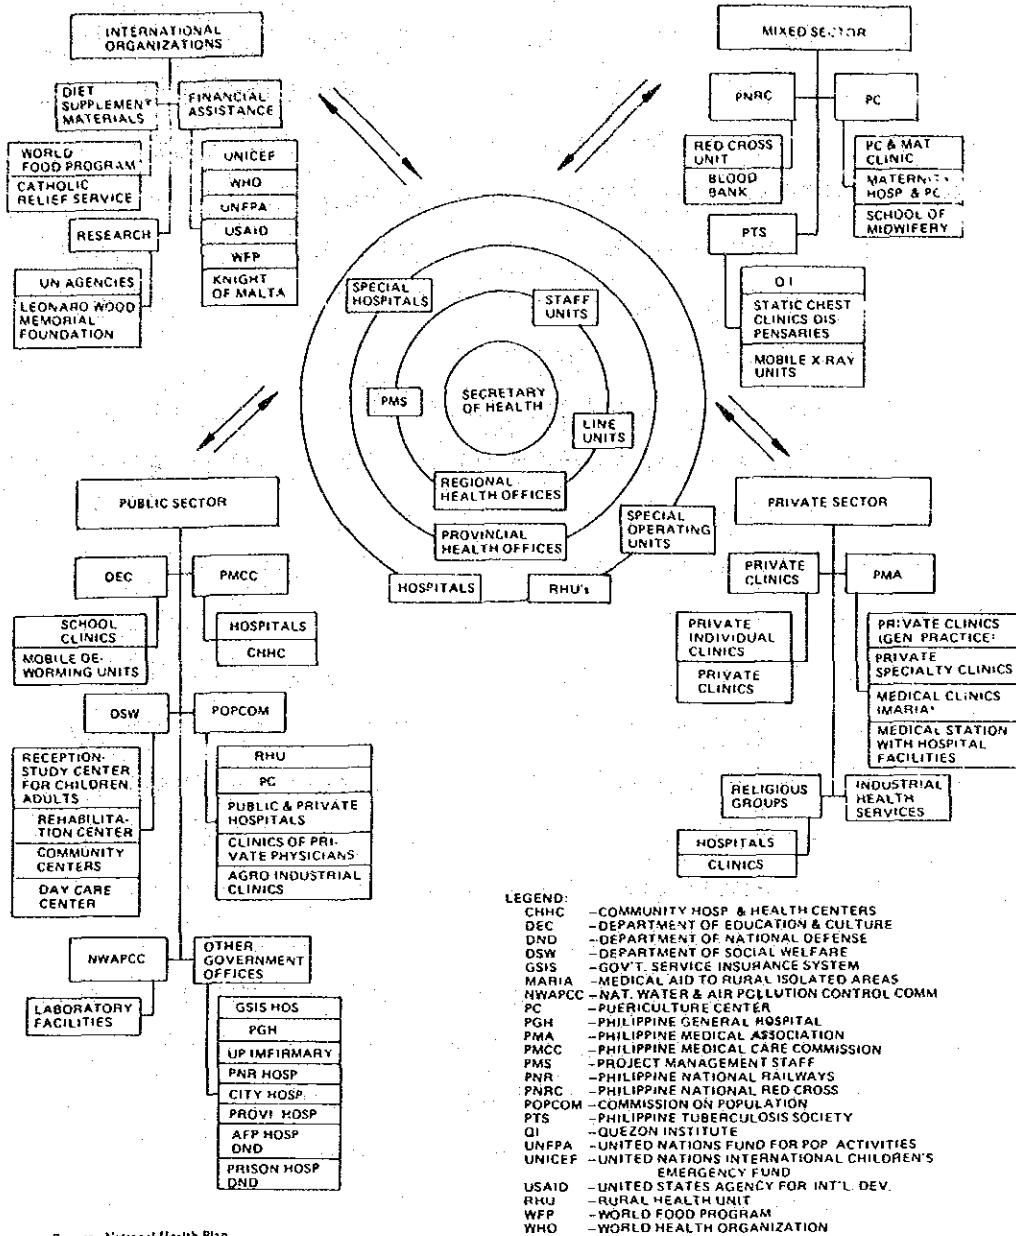 INTERNATIONAL
ORGANIZATIONS
DIET
SUPPLEMENT
MATERIALS
FINANCIAL
ASSISTANCE
WORLD
FOOD PROGRAM
CATHOLIC
RELIEF SERVICE
UNICEF
WHO
UNFPA
USAID
WFP
KNIGHT
OF MALTA
RESEARCH
UN AGENCIES
LEONARO WOOD
MEMORIAL
FOUNDATION
MIXED SECTOR
PNRC
PC
RED CROSS
UNIT
BLOOD
BANK
PC & MAT
CLINIC
MATERNITY
HOSP & PC
SCHOOL OF
MIDWIFERY
PTS
QI
STATIC CHEST
CLINICS DIS
PENSARIES
MOBILE X-RAY
UNITS
SPECIAL
HOSPITALS
STAFF
UNITS
PMS
SECRETARY
OF HEALTH
LINE
UNITS
REGIONAL
HEALTH OFFICES
PROVINCIAL
HEALTH OFFICES
SPECIAL
OPERATING
UNITS
HOSPITALS
RHU's
PUBLIC SECTOR
DEC
PMCC
SCHOOL
CLINICS
MOBILE DE-
WORMING UNITS
HOSPITALS
CHHC
DSW
POPCOM
RECEPTION-
STUDY CENTER
FOR CHILDREN,
ADULTS
REHABILITA-
TION CENTER
COMMUNITY
CENTERS
DAY CARE
CENTER
RHU
PC
PUBLIC & PRIVATE
HOSPITALS
CLINICS OF PRI-
VATE PHYSICIANS
AGRO INDUSTRIAL
CLINICS
NWAPCC
OTHER
GOVERNMENT
OFFICES
LABORATORY
FACILITIES
GSIS HOS
PGH
UP IMFIRMARY
PNR HOSP
CITY HOSP
PROVI HOSP
AFP HOSP
DND
PRISON HOSP
DND
PRIVATE SECTOR
PRIVATE
CLINICS
PMA
PRIVATE
INDIVIDUAL
CLINICS
PRIVATE
CLINICS
PRIVATE CLINICS
(GEN. PRACTICE)
PRIVATE
SPECIALTY CLINICS
MEDICAL CLINICS
(MARIA)
MEDICAL STATION
WITH HOSPITAL
FACILITIES
RELIGIOUS
GROUPS
INDUSTRIAL
HEALTH
SERVICES
HOSPITALS
CLINICS
LEGEND:
CHHC –COMMUNITY HOSP & HEALTH CENTERS
DEC –DEPARTMENT OF EDUCATION & CULTURE
DND –DEPARTMENT OF NATIONAL DEFENSE
DSW –DEPARTMENT OF SOCIAL WELFARE
GSIS –GOV'T. SERVICE INSURANCE SYSTEM
MARIA –MEDICAL AID TO RURAL ISOLATED AREAS
NWAPCC –NAT. WATER & AIR POLLUTION CONTROL COMM
PC –PUERICULTURE CENTER
PGH –PHILIPPINE GENERAL HOSPITAL
PMA –PHILIPPINE MEDICAL ASSOCIATION
PMCC –PHILIPPINE MEDICAL CARE COMMISSION
PMS –PROJECT MANAGEMENT STAFF
PNR –PHILIPPINE NATIONAL RAILWAYS
PNRC –PHILIPPINE NATIONAL RED CROSS
POPCOM –COMMISSION ON POPULATION
PTS –PHILIPPINE TUBERCULOSIS SOCIETY
QI –QUEZON INSTITUTE
UNFPA –UNITED NATIONS FUND FOR POP ACTIVITIES
UNICEF –UNITED NATIONS INTERNATIONAL CHILDREN'S
EMERGENCY FUND
USAID –UNITED STATES AGENCY FOR INT'L. DEV.
RHU –RURAL HEALTH UNIT
WFP –WORLD FOOD PROGRAM
WHO –WORLD HEALTH ORGANIZATION
National Health Plan